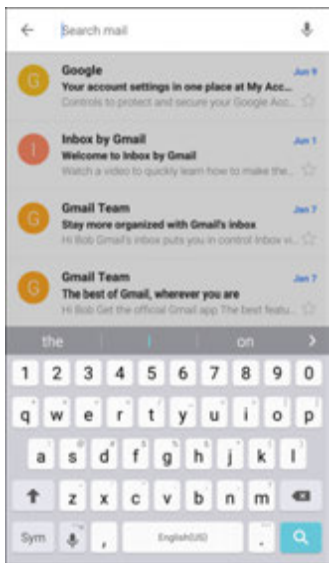 Search mail
G
Google
Jun 9
Your account settings in one place at My Acc...
Controls to protect and secure your Google Acc...
I
Inbox by Gmail
Jun 1
Welcome to Inbox by Gmail
Watch a video to quickly learn how to make the...
G
Gmail Team
Jan 7
Stay more organized with Gmail's inbox
Hi Bob Gmail's inbox puts you in control Inbox vi...
G
Gmail Team
Jan 7
The best of Gmail, wherever you are
Hi Bob Get the official Gmail app The best featu...
the I on
1 2 3 4 5 6 7 8 9 0
q w e r t y u i o p
a s d f g h j k l
z x c v b n m
Sym , English(US) .